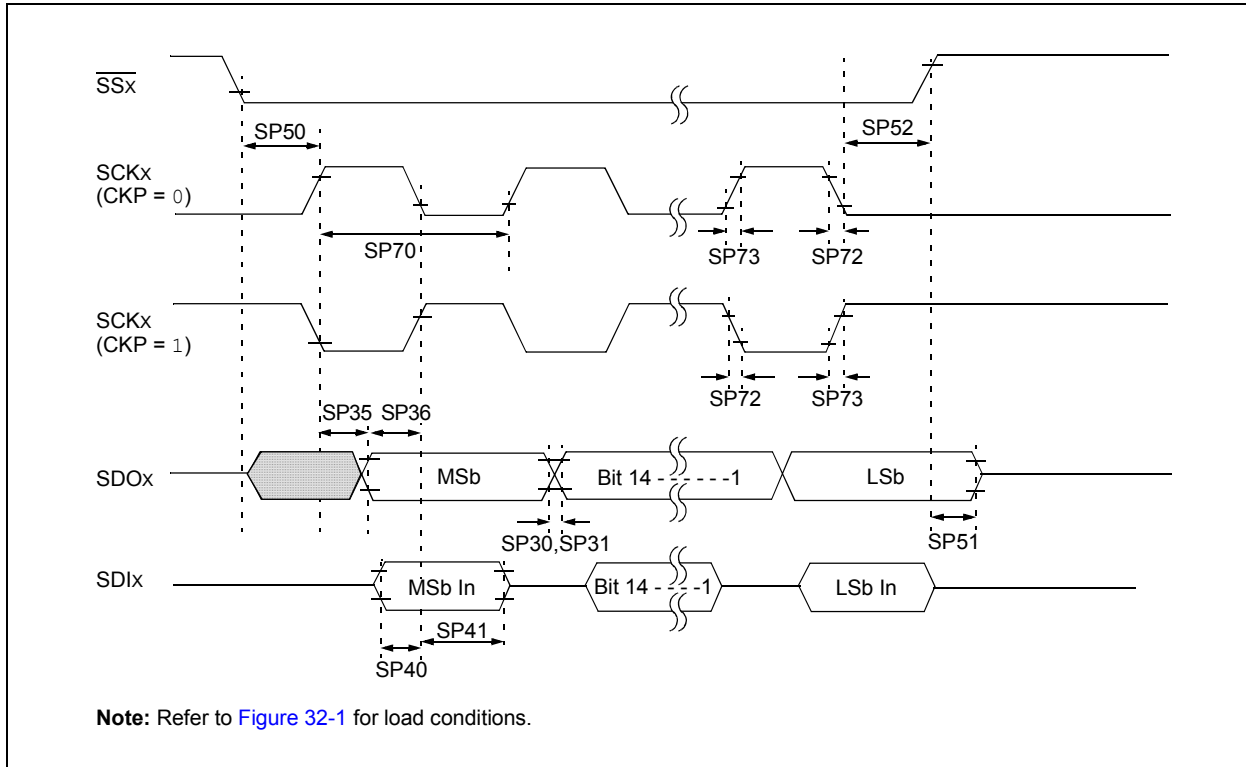 SSx
SP50
SP52
SCKx
(CKP = 0)
SP70
SP73
SP72
SCKx
(CKP = 1)
SP72
SP73
SP35
SP36
SDOx
MSb
Bit 14 - - - - - -1
LSb
SP30,SP31
SP51
SDIx
MSb In
Bit 14 - - - -1
LSb In
SP41
SP40
Note: Refer to Figure 32-1 for load conditions.